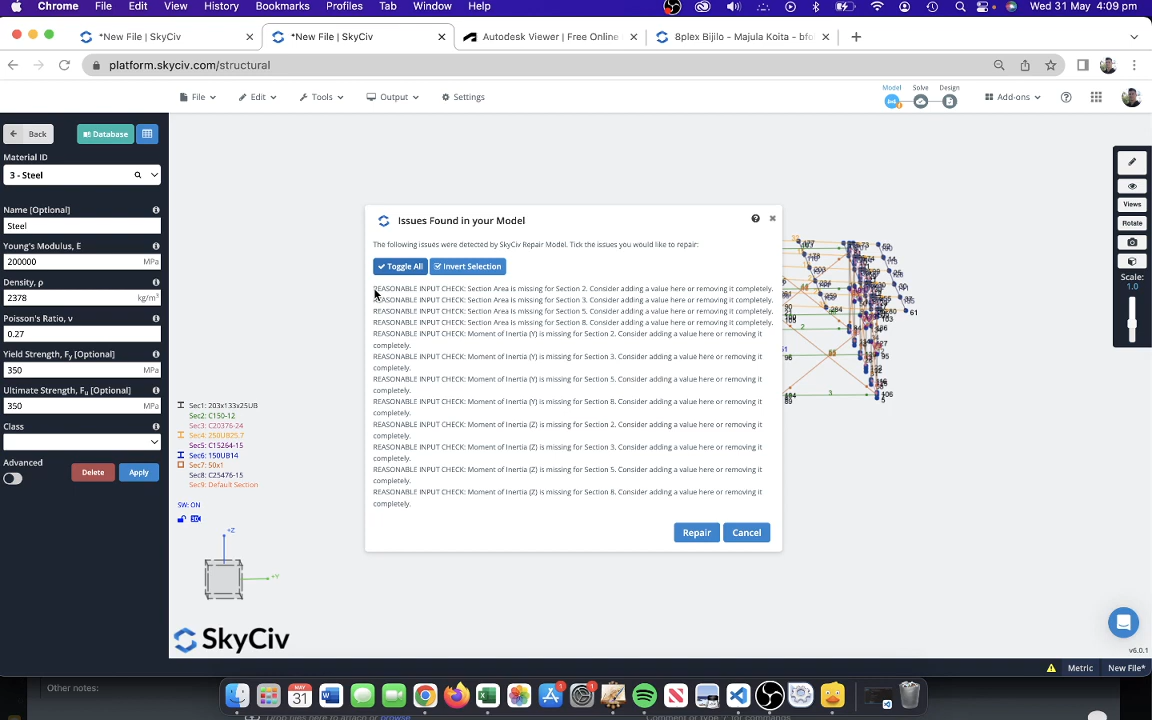 Chrome File Edit View History Bookmarks Profiles Tab Window Help Wed 31 May 4:09 pm
*New File | SkyCiv *New File | SkyCiv Autodesk Viewer | Free Online 8plex Bijilo - Majula Koita - bfo
platform.skyciv.com/structural
File Edit Tools Output Settings Model Solve Design Add-ons
Back Database
Material ID
3 - Steel
Name [Optional]
Steel
Young's Modulus, E
200000 MPa
Density, ρ
2378 kg/m³
Poisson's Ratio, ν
0.27
Yield Strength, Fy [Optional]
350 MPa
Ultimate Strength, Fu [Optional]
350 MPa
Class
Advanced
Delete Apply
Sec1: 203x133x25UB
Sec2: C150-12
Sec3: C20376-24
Sec4: 250UB25.7
Sec5: C15264-15
Sec6: 150UB14
Sec7: 50x1
Sec8: C25476-15
Sec9: Default Section
SW: ON
+Z
+Y
SkyCiv
Issues Found in your Model
The following issues were detected by SkyCiv Repair Model. Tick the issues you would like to repair:
Toggle All Invert Selection
REASONABLE INPUT CHECK: Section Area is missing for Section 2. Consider adding a value here or removing it completely.
REASONABLE INPUT CHECK: Section Area is missing for Section 3. Consider adding a value here or removing it completely.
REASONABLE INPUT CHECK: Section Area is missing for Section 5. Consider adding a value here or removing it completely.
REASONABLE INPUT CHECK: Section Area is missing for Section 8. Consider adding a value here or removing it completely.
REASONABLE INPUT CHECK: Moment of Inertia (Y) is missing for Section 2. Consider adding a value here or removing it
completely.
REASONABLE INPUT CHECK: Moment of Inertia (Y) is missing for Section 3. Consider adding a value here or removing it
completely.
REASONABLE INPUT CHECK: Moment of Inertia (Y) is missing for Section 5. Consider adding a value here or removing it
completely.
REASONABLE INPUT CHECK: Moment of Inertia (Y) is missing for Section 8. Consider adding a value here or removing it
completely.
REASONABLE INPUT CHECK: Moment of Inertia (Z) is missing for Section 2. Consider adding a value here or removing it
completely.
REASONABLE INPUT CHECK: Moment of Inertia (Z) is missing for Section 3. Consider adding a value here or removing it
completely.
REASONABLE INPUT CHECK: Moment of Inertia (Z) is missing for Section 5. Consider adding a value here or removing it
completely.
REASONABLE INPUT CHECK: Moment of Inertia (Z) is missing for Section 8. Consider adding a value here or removing it
completely.
Repair Cancel
Views
Rotate
Scale:
1.0
v6.0.1
Metric New File*
Other notes: